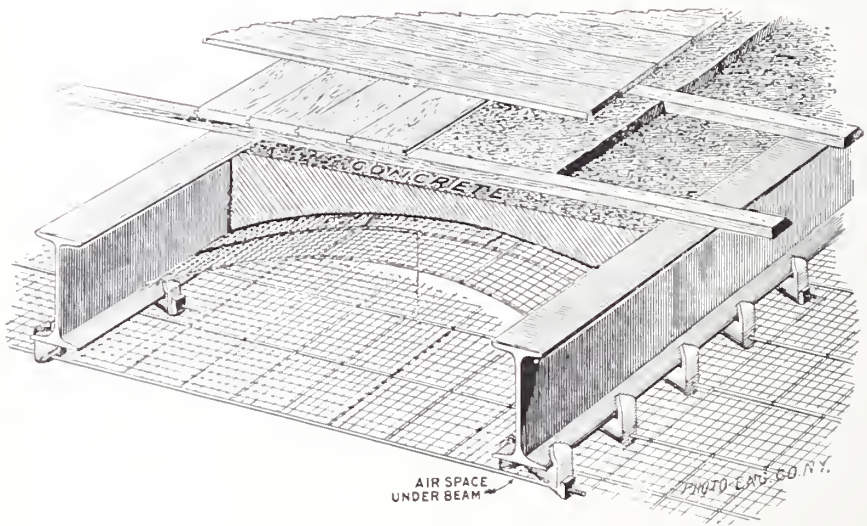 CONCRETE
AIR SPACE
UNDER BEAM
PHOTO-ENG. CO. N.Y.